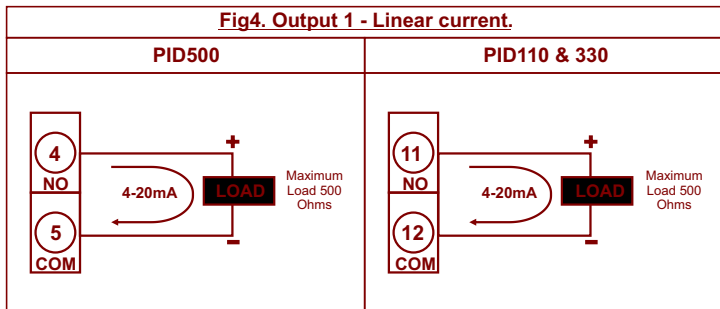 Fig4. Output 1 - Linear current.
PID500
PID110 & 330
4
NO
5
COM
4-20mA
+
LOAD
–
Maximum
Load 500
Ohms
11
NO
12
COM
4-20mA
+
LOAD
–
Maximum
Load 500
Ohms